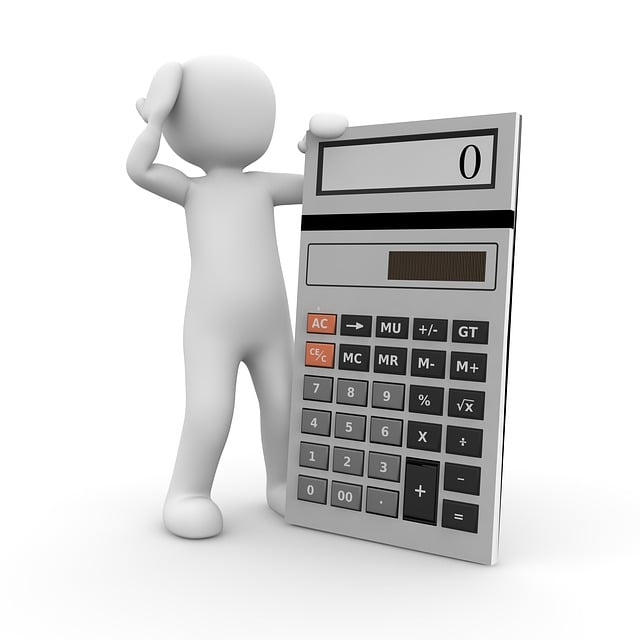 0
AC → MU +/- GT
CE/C MC MR M- M+
7 8 9 % √x
4 5 6 X ÷
1 2 3 + −
0 00 . =